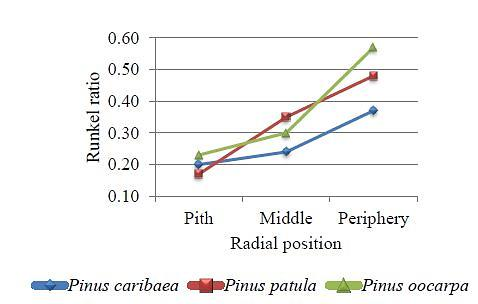 0.60
0.50
0.40
0.30
0.20
0.10
Runkel ratio
Pith Middle Periphery
Radial position
Pinus caribaea Pinus patula Pinus oocarpa